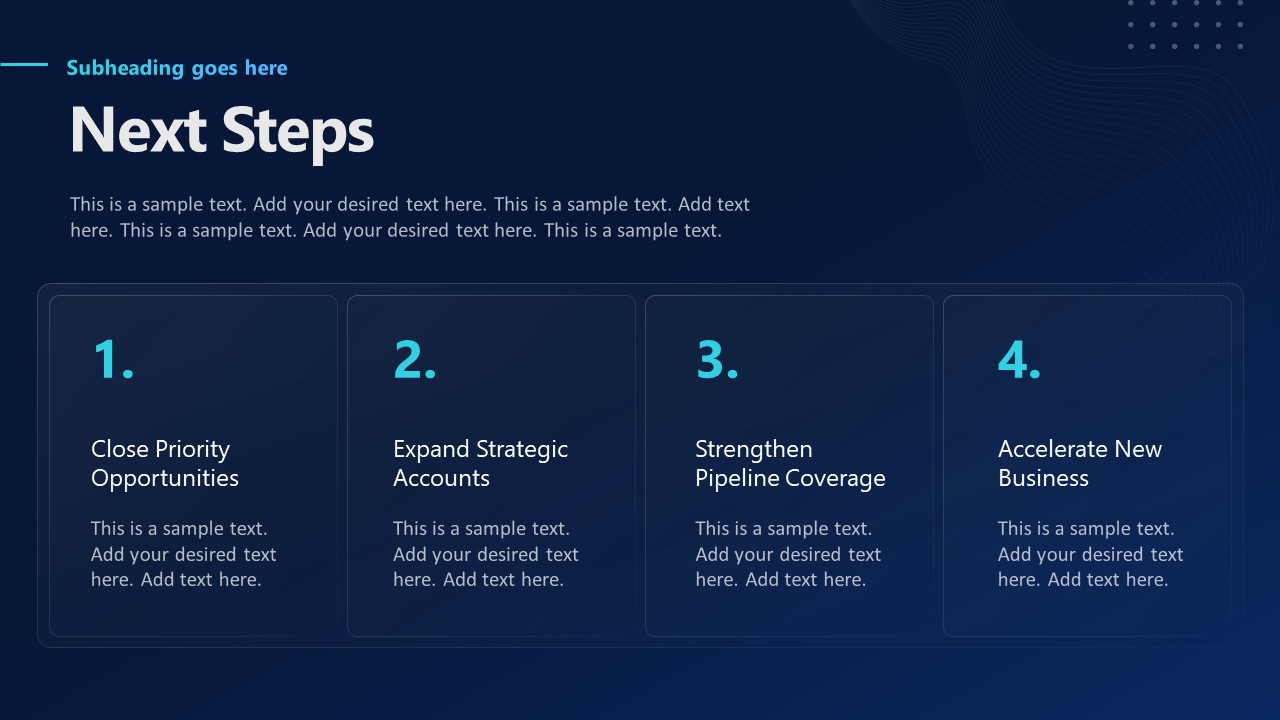 Subheading goes here
Next Steps
This is a sample text. Add your desired text here. This is a sample text. Add text
here. This is a sample text. Add your desired text here. This is a sample text.
1.
Close Priority
Opportunities
This is a sample text.
Add your desired text
here. Add text here.
2.
Expand Strategic
Accounts
This is a sample text.
Add your desired text
here. Add text here.
3.
Strengthen
Pipeline Coverage
This is a sample text.
Add your desired text
here. Add text here.
4.
Accelerate New
Business
This is a sample text.
Add your desired text
here. Add text here.